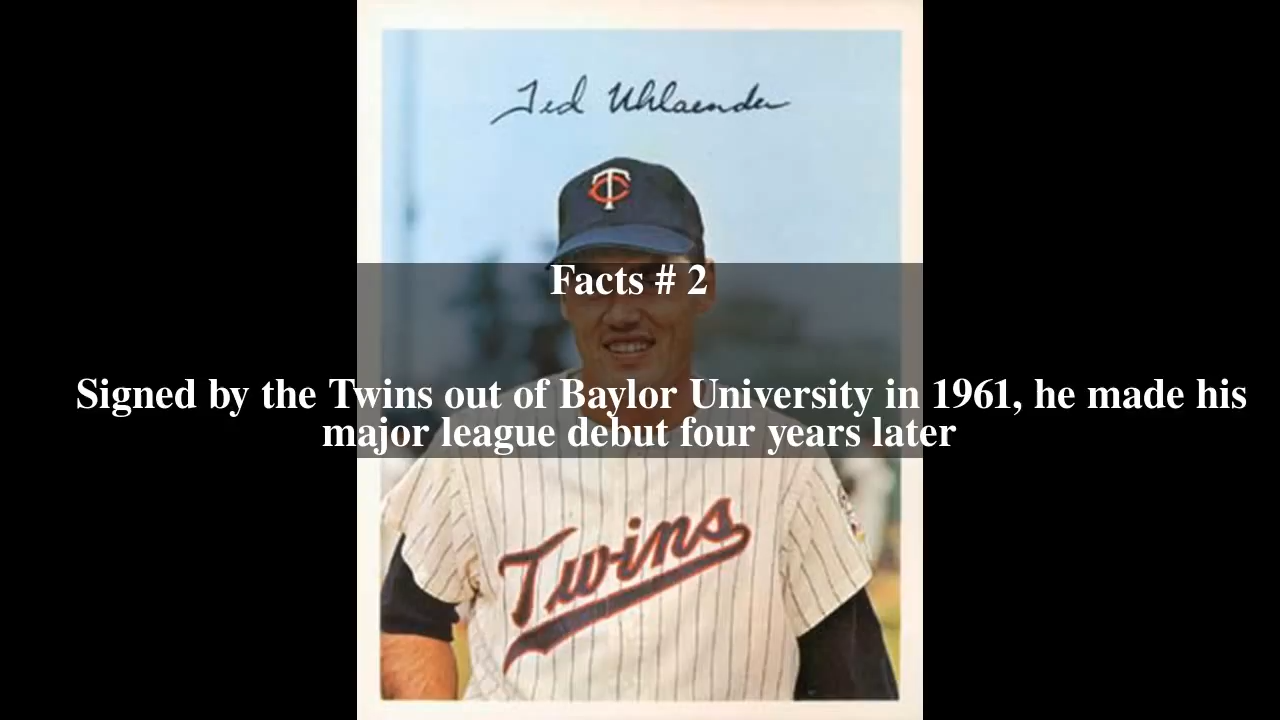 Ted Uhlaender
TC
Facts # 2
Signed by the Twins out of Baylor University in 1961, he made his
major league debut four years later
Twins